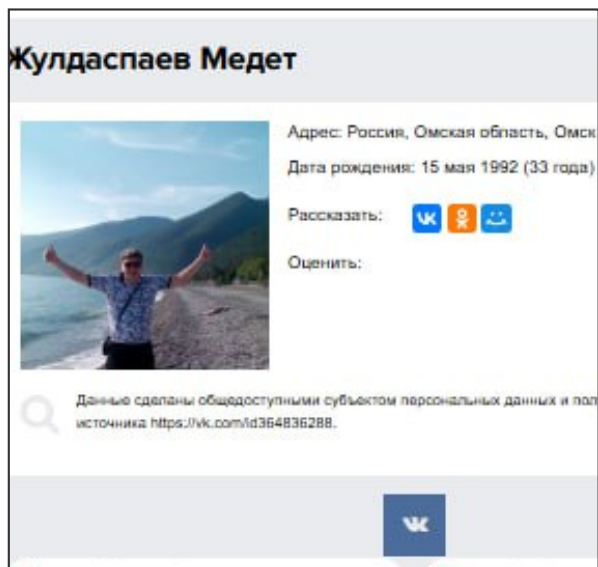 Жулдаспаев Медет
Адрес: Россия, Омская область, Омск
Дата рождения: 15 мая 1992 (33 года)
Рассказать:
Оценить:
Данные сделаны общедоступными субъектом персональных данных и пол
источника https://vk.com/id364836288.